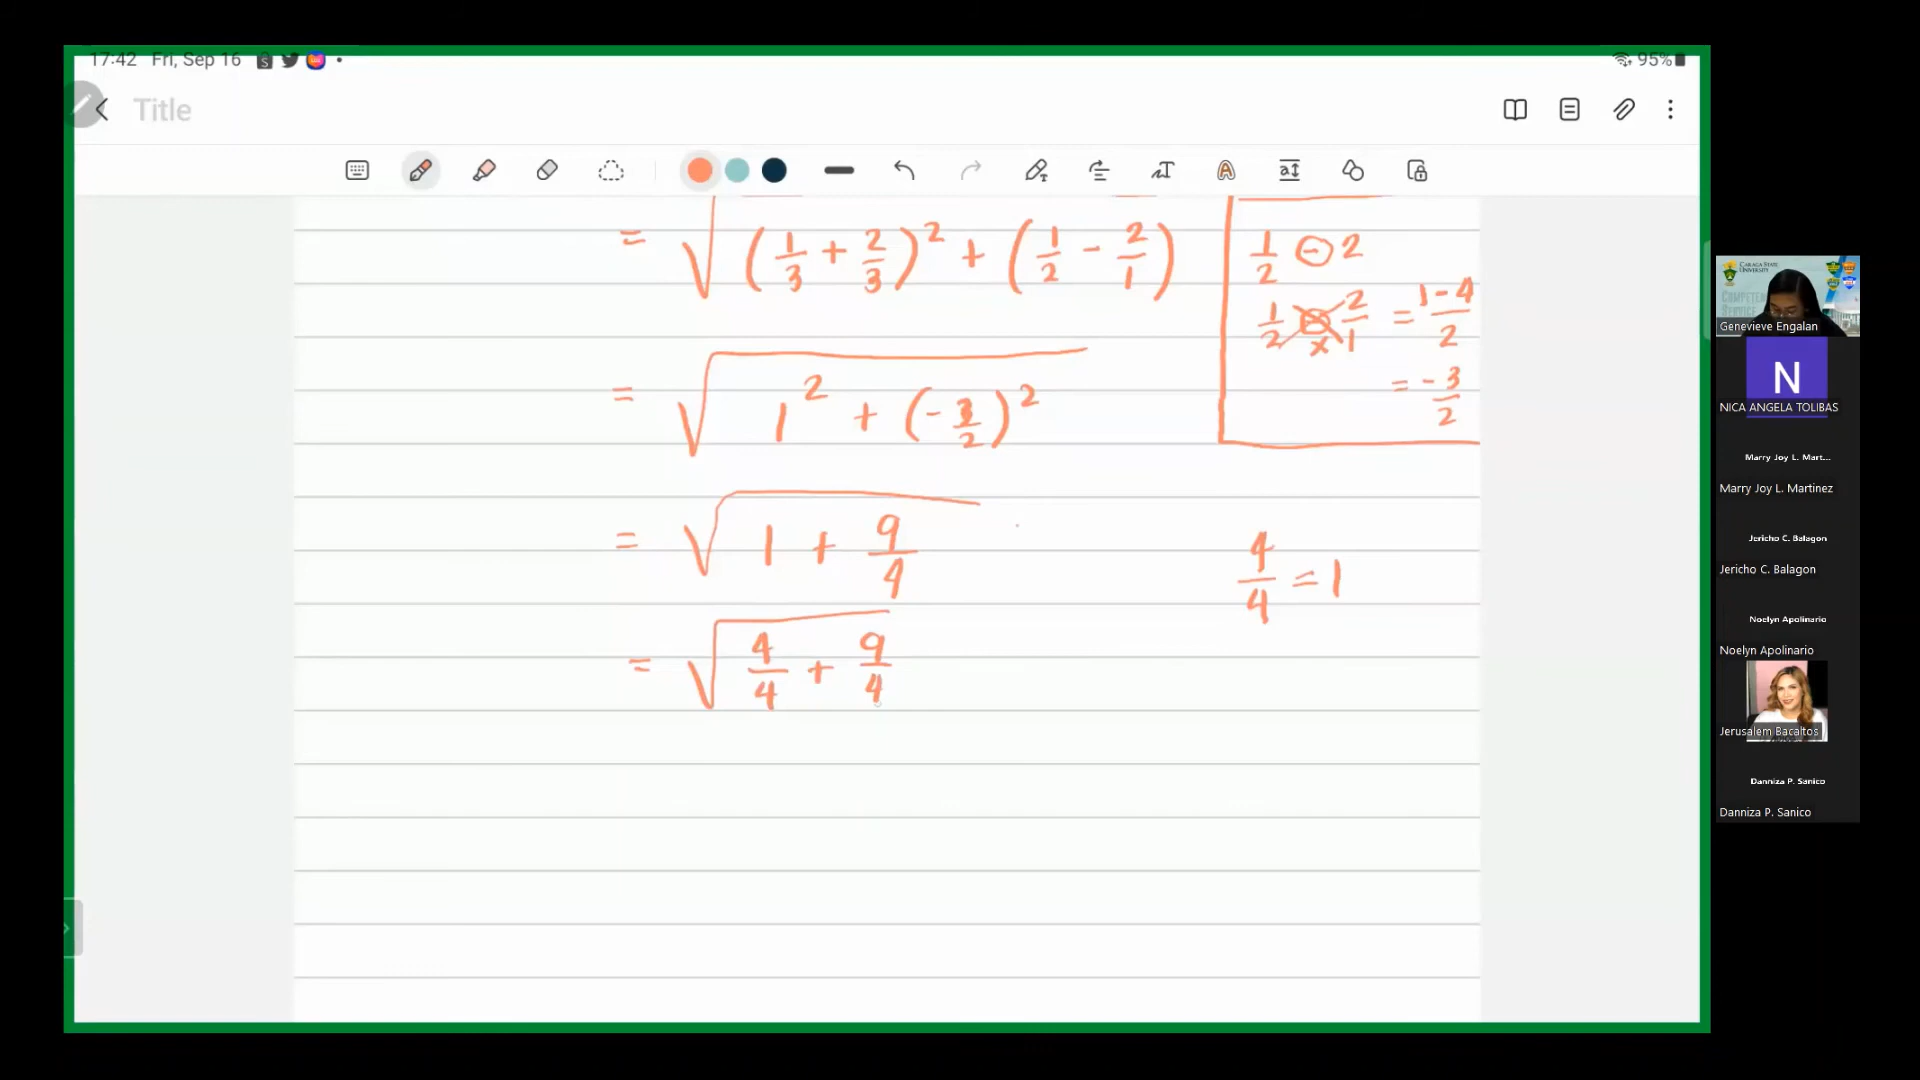 17:42 Fri, Sep 16
95%
Title
= √((1/3 + 2/3)² + (1/2 - 2/1)
= √(1² + (-3/2)²)
= √(1 + 9/4)
= √(4/4 + 9/4)
1/2 ⊖ 2
1/2 ⊖ 2/1 = 1-4/2
x
= -3/2
4/4 = 1
CARAGA STATE
UNIVERSITY
Genevieve Engalan
N
NICA ANGELA TOLIBAS
Marry Joy L. Mart...
Marry Joy L. Martinez
Jericho C. Balagon
Jericho C. Balagon
Noelyn Apolinario
Noelyn Apolinario
Jerusalem Bacaltos
Danniza P. Sanico
Danniza P. Sanico